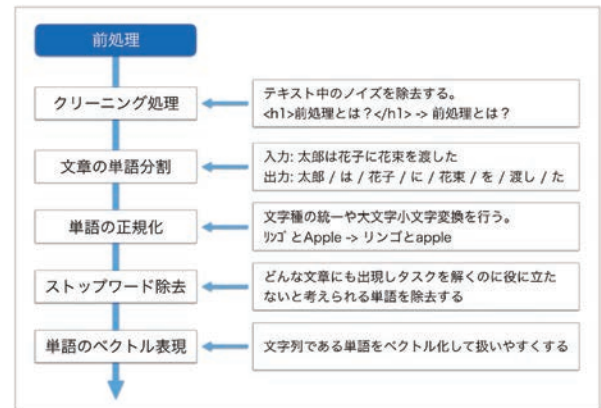 前処理
クリーニング処理
テキスト中のノイズを除去する。
<h1>前処理とは？</h1> -> 前処理とは？
文章の単語分割
入力: 太郎は花子に花束を渡した
出力: 太郎 / は / 花子 / に / 花束 / を / 渡し / た
単語の正規化
文字種の統一や大文字小文字変換を行う。
ﾘﾝｺﾞ とApple -> リンゴとapple
ストップワード除去
どんな文章にも出現しタスクを解くのに役に立た
ないと考えられる単語を除去する
単語のベクトル表現
文字列である単語をベクトル化して扱いやすくする